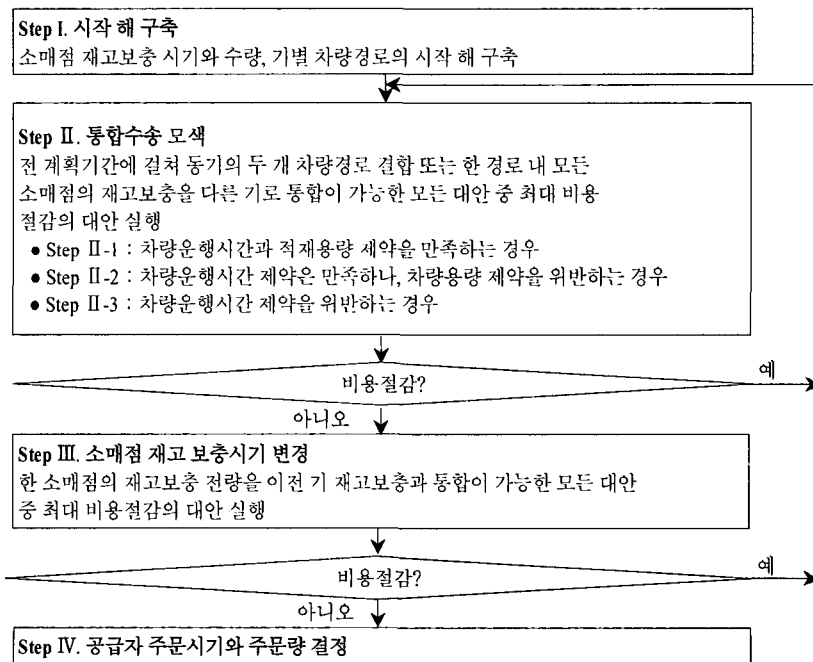 Step I. 시작 해 구축
소매점 재고보충 시기와 수량, 기별 차량경로의 시작 해 구축
Step Ⅱ. 통합수송 모색
전 계획기간에 걸쳐 동기의 두 개 차량경로 결합 또는 한 경로 내 모든
소매점의 재고보충을 다른 기로 통합이 가능한 모든 대안 중 최대 비용
절감의 대안 실행
● Step Ⅱ-1 : 차량운행시간과 적재용량 제약을 만족하는 경우
● Step Ⅱ-2 : 차량운행시간 제약은 만족하나, 차량용량 제약을 위반하는 경우
● Step Ⅱ-3 : 차량운행시간 제약을 위반하는 경우
비용절감?
예
아니오
Step Ⅲ. 소매점 재고 보충시기 변경
한 소매점의 재고보충 전량을 이전 기 재고보충과 통합이 가능한 모든 대안
중 최대 비용절감의 대안 실행
비용절감?
예
아니오
Step Ⅳ. 공급자 주문시기와 주문량 결정